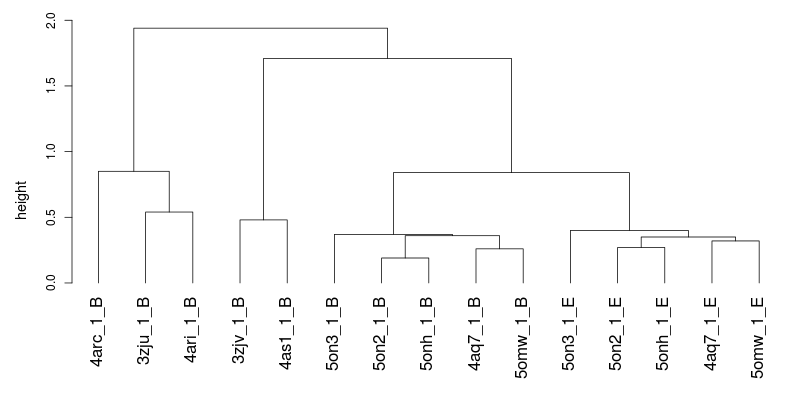 2.0
1.5
1.0
0.5
0.0
height
4arc_1_B
3zju_1_B
4ari_1_B
3zjv_1_B
4as1_1_B
5on3_1_B
5on2_1_B
5onh_1_B
4aq7_1_B
5omw_1_B
5on3_1_E
5on2_1_E
5onh_1_E
4aq7_1_E
5omw_1_E